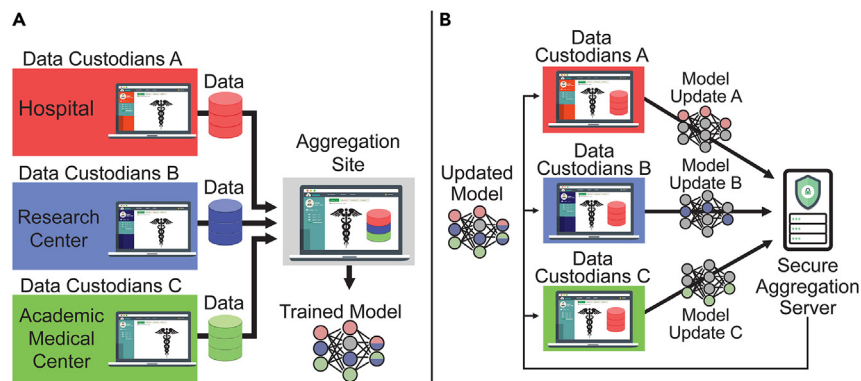 A
Data Custodians A
Data
Hospital
Data Custodians B
Data
Research
Center
Data Custodians C
Data
Academic
Medical
Center
Aggregation
Site
Trained Model
B
Data
Custodians A
Model
Update A
Data
Custodians B
Model
Update B
Updated
Model
Data
Custodians C
Model
Update C
Secure
Aggregation
Server